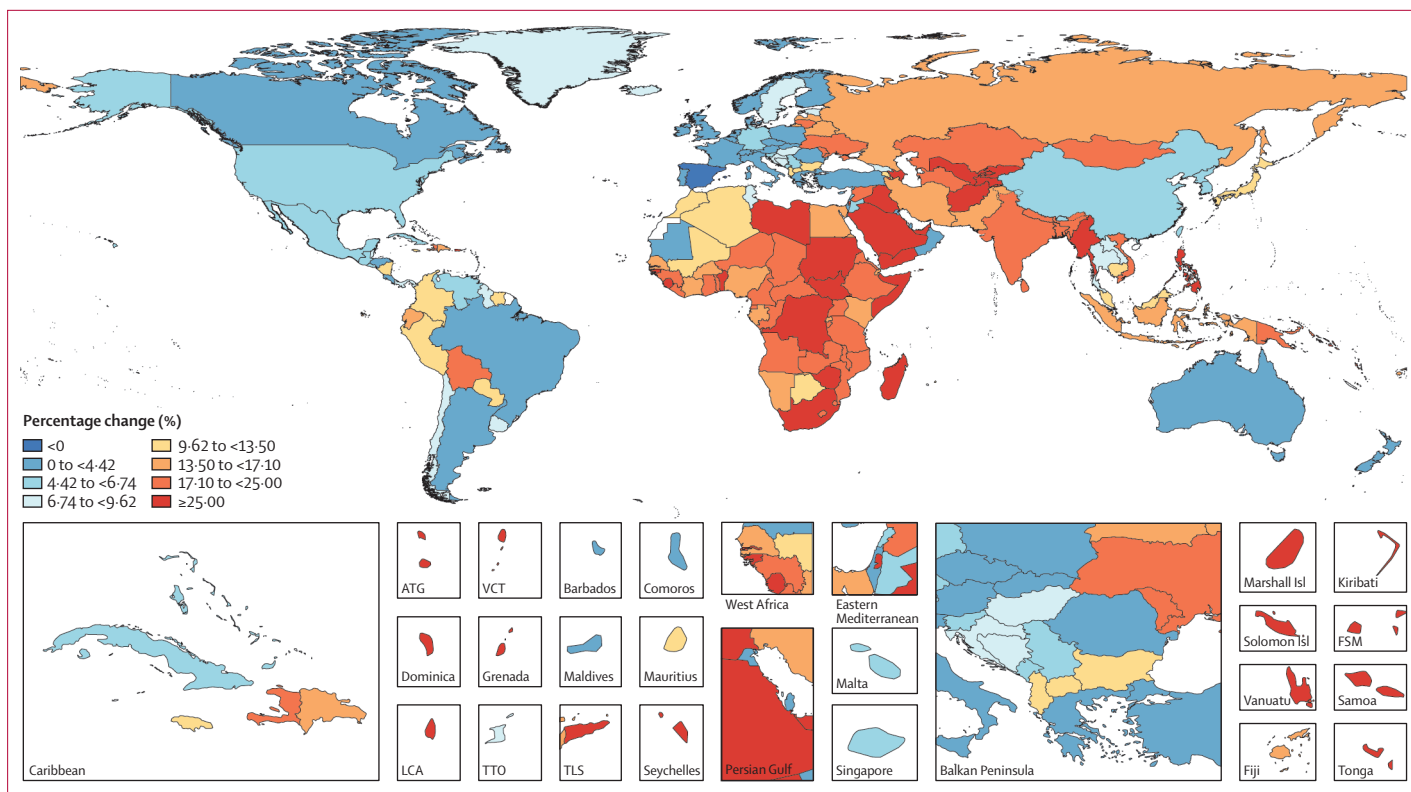 Percentage change (%)
<0
0 to <4·42
4·42 to <6·74
6·74 to <9·62
9·62 to <13·50
13·50 to <17·10
17·10 to <25·00
≥25·00
Caribbean
ATG
VCT
Barbados
Comoros
Dominica
Grenada
Maldives
Mauritius
LCA
TTO
TLS
Seychelles
West Africa
Eastern
Mediterranean
Persian Gulf
Malta
Singapore
Balkan Peninsula
Marshall Isl
Kiribati
Solomon Isl
FSM
Vanuatu
Samoa
Fiji
Tonga